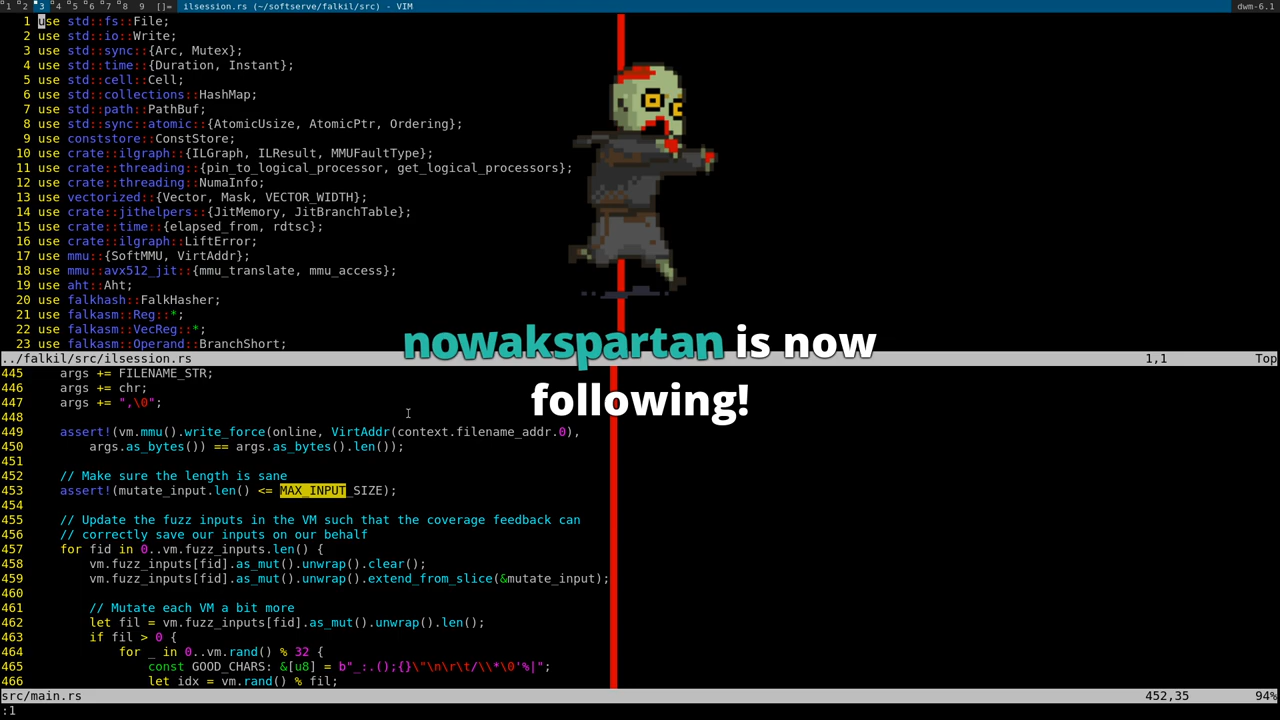 1 2 3 4 5 6 7 8 9 []= ilsession.rs (~/softserve/falkil/src) - VIM dwm-6.1
1 use std::fs::File;
2 use std::io::Write;
3 use std::sync::{Arc, Mutex};
4 use std::time::{Duration, Instant};
5 use std::cell::Cell;
6 use std::collections::HashMap;
7 use std::path::PathBuf;
8 use std::sync::atomic::{AtomicUsize, AtomicPtr, Ordering};
9 use conststore::ConstStore;
10 use crate::ilgraph::{ILGraph, ILResult, MMUFaultType};
11 use crate::threading::{pin_to_logical_processor, get_logical_processors};
12 use crate::threading::NumaInfo;
13 use vectorized::{Vector, Mask, VECTOR_WIDTH};
14 use crate::jithelpers::{JitMemory, JitBranchTable};
15 use crate::time::{elapsed_from, rdtsc};
16 use crate::ilgraph::LiftError;
17 use mmu::{SoftMMU, VirtAddr};
18 use mmu::avx512_jit::{mmu_translate, mmu_access};
19 use aht::Aht;
20 use falkhash::FalkHasher;
21 use falkasm::Reg::*;
22 use falkasm::VecReg::*;
23 use falkasm::Operand::BranchShort;
nowakspartan is now
following!
../falkil/src/ilsession.rs 1,1 Top
445 args += FILENAME_STR;
446 args += chr;
447 args += ",\0";
448
449 assert!(vm.mmu().write_force(online, VirtAddr(context.filename_addr.0),
450 args.as_bytes()) == args.as_bytes().len());
451
452 // Make sure the length is sane
453 assert!(mutate_input.len() <= MAX_INPUT_SIZE);
454
455 // Update the fuzz inputs in the VM such that the coverage feedback can
456 // correctly save our inputs on our behalf
457 for fid in 0..vm.fuzz_inputs.len() {
458 vm.fuzz_inputs[fid].as_mut().unwrap().clear();
459 vm.fuzz_inputs[fid].as_mut().unwrap().extend_from_slice(&mutate_input);
460
461 // Mutate each VM a bit more
462 let fil = vm.fuzz_inputs[fid].as_mut().unwrap().len();
463 if fil > 0 {
464 for _ in 0..vm.rand() % 32 {
465 const GOOD_CHARS: &[u8] = b"_:.();{}\"\n\r\t/\\*\0'%|";
466 let idx = vm.rand() % fil;
src/main.rs 452,35 94%
:1